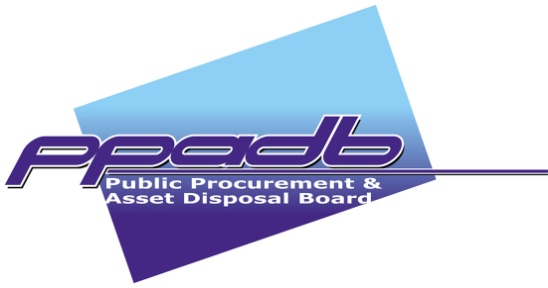 ppadb
Public Procurement &
Asset Disposal Board